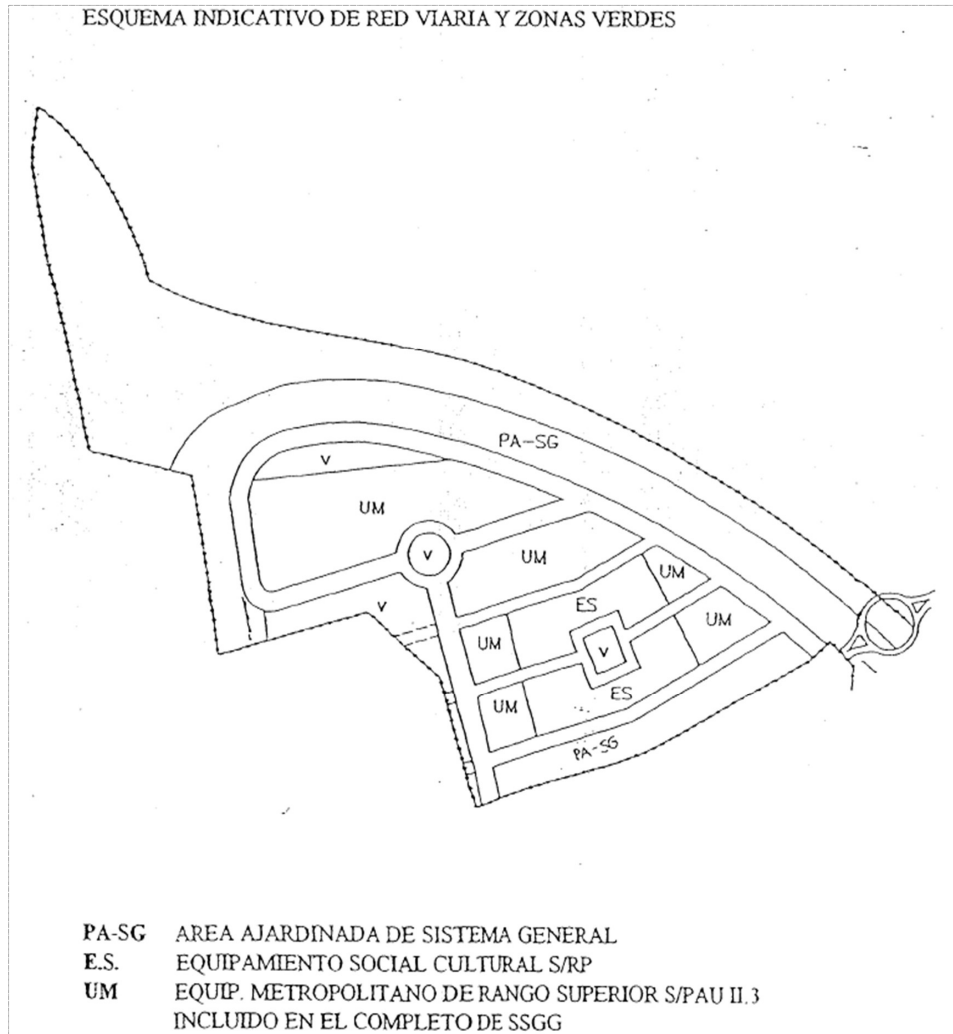 ESQUEMA INDICATIVO DE RED VIARIA Y ZONAS VERDES
PA-SG
V
UM
V
UM
UM
ES
V
UM
UM
V
ES
UM
PA-SG
PA-SG AREA AJARDINADA DE SISTEMA GENERAL
E.S. EQUIPAMIENTO SOCIAL CULTURAL S/RP
UM EQUIP. METROPOLITANO DE RANGO SUPERIOR S/PAU II.3
INCLUIDO EN EL COMPLETO DE SSGG